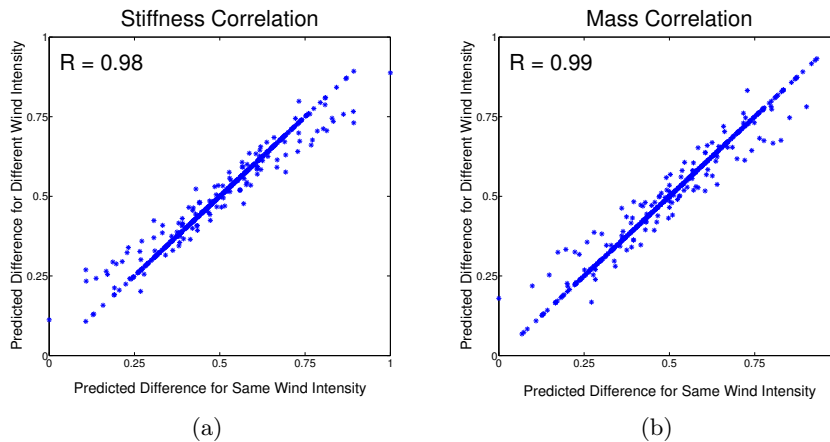 Stiffness Correlation
R = 0.98
Predicted Difference for Different Wind Intensity
1
0.75
0.5
0.25
0
0
0.25
0.5
0.75
1
Predicted Difference for Same Wind Intensity
(a)
Mass Correlation
R = 0.99
Predicted Difference for Different Wind Intensity
1
0.75
0.5
0.25
0
0
0.25
0.5
0.75
Predicted Difference for Same Wind Intensity
(b)